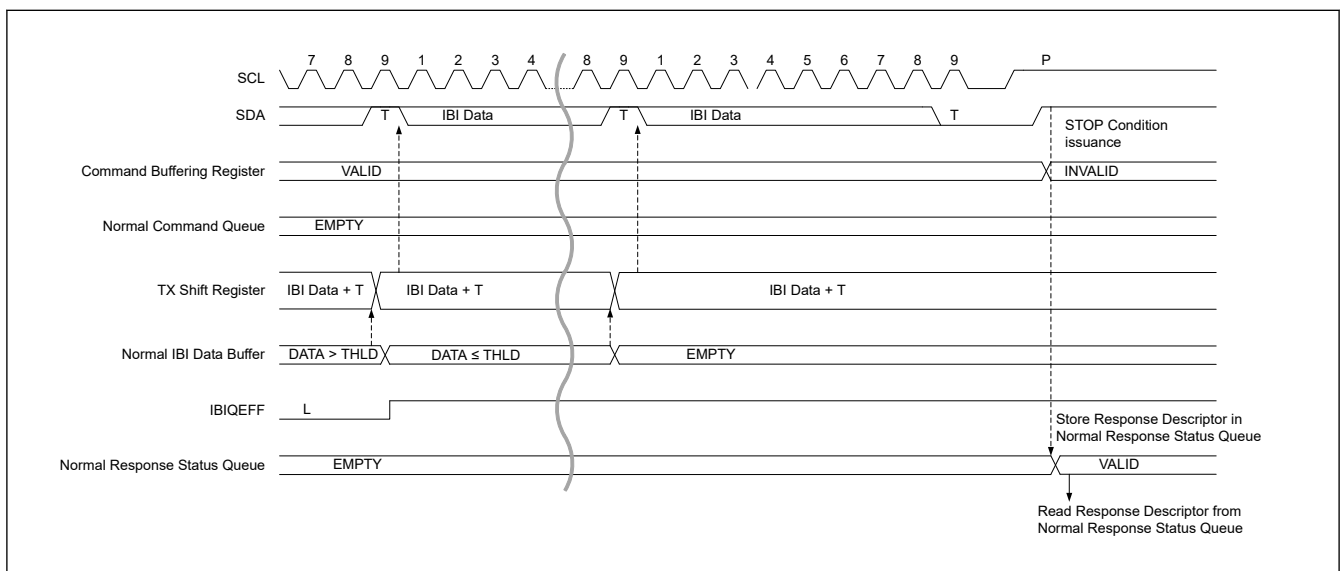 7 8 9 1 2 3 4 8 9 1 2 3 4 5 6 7 8 9 P
SCL
SDA T IBI Data T IBI Data T
STOP Condition
issuance
Command Buffering Register VALID INVALID
Normal Command Queue EMPTY
TX Shift Register IBI Data + T IBI Data + T IBI Data + T
Normal IBI Data Buffer DATA > THLD DATA ≤ THLD EMPTY
IBIQEFF L
Store Response Descriptor in
Normal Response Status Queue
Normal Response Status Queue EMPTY VALID
Read Response Descriptor from
Normal Response Status Queue